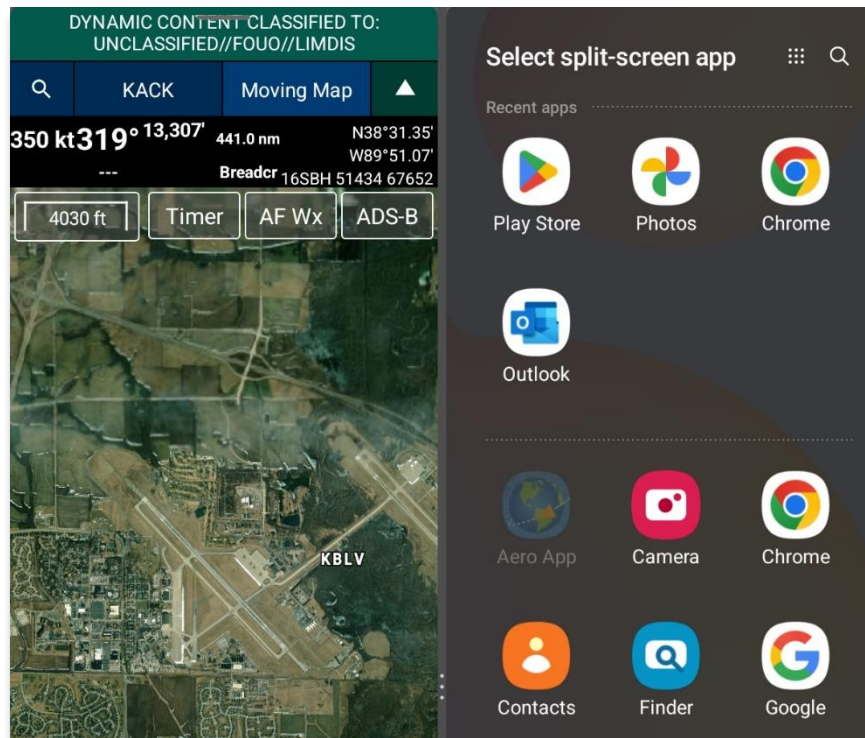 DYNAMIC CONTENT CLASSIFIED TO:
UNCLASSIFIED//FOUO//LIMDIS
KACK Moving Map
350 kt 319° 13,307' 441.0 nm N38°31.35'
W89°51.07'
--- Breadcr 16SBH 51434 67652
4030 ft Timer AF Wx ADS-B
KBLV
Select split-screen app
Recent apps
Play Store Photos Chrome
Outlook
Aero App Camera Chrome
Contacts Finder Google